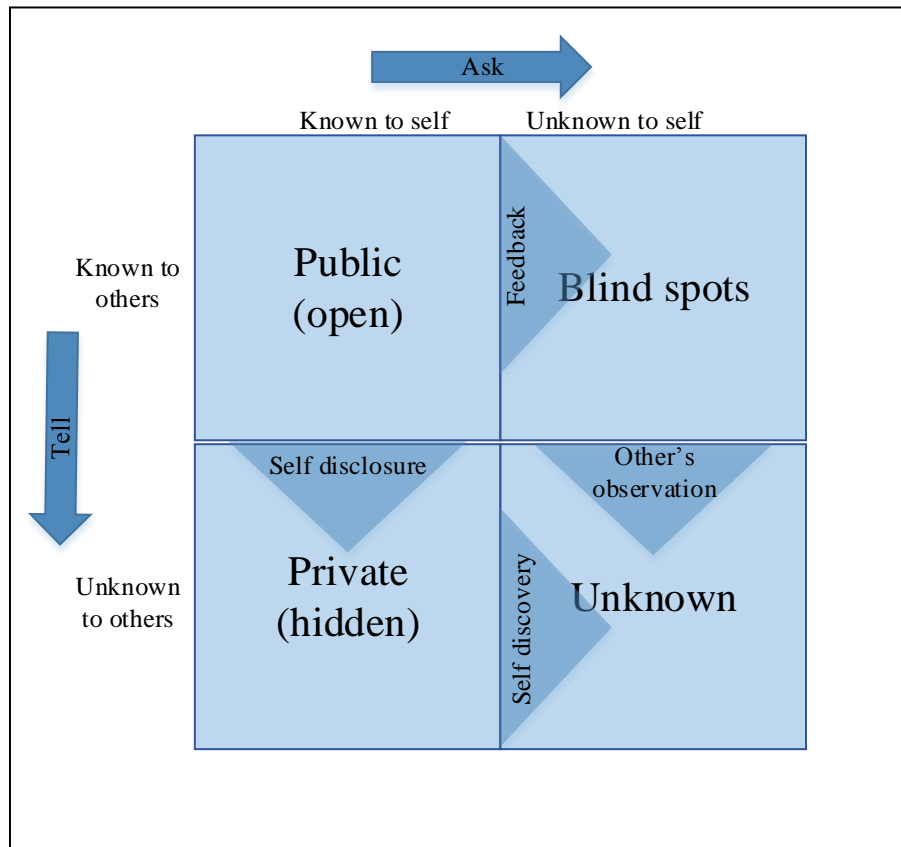 Ask
Known to self
Unknown to self
Known to
others
Public
(open)
Feedback
Blind spots
Tell
Self disclosure
Other's
observation
Unknown
to others
Private
(hidden)
Self discovery
Unknown